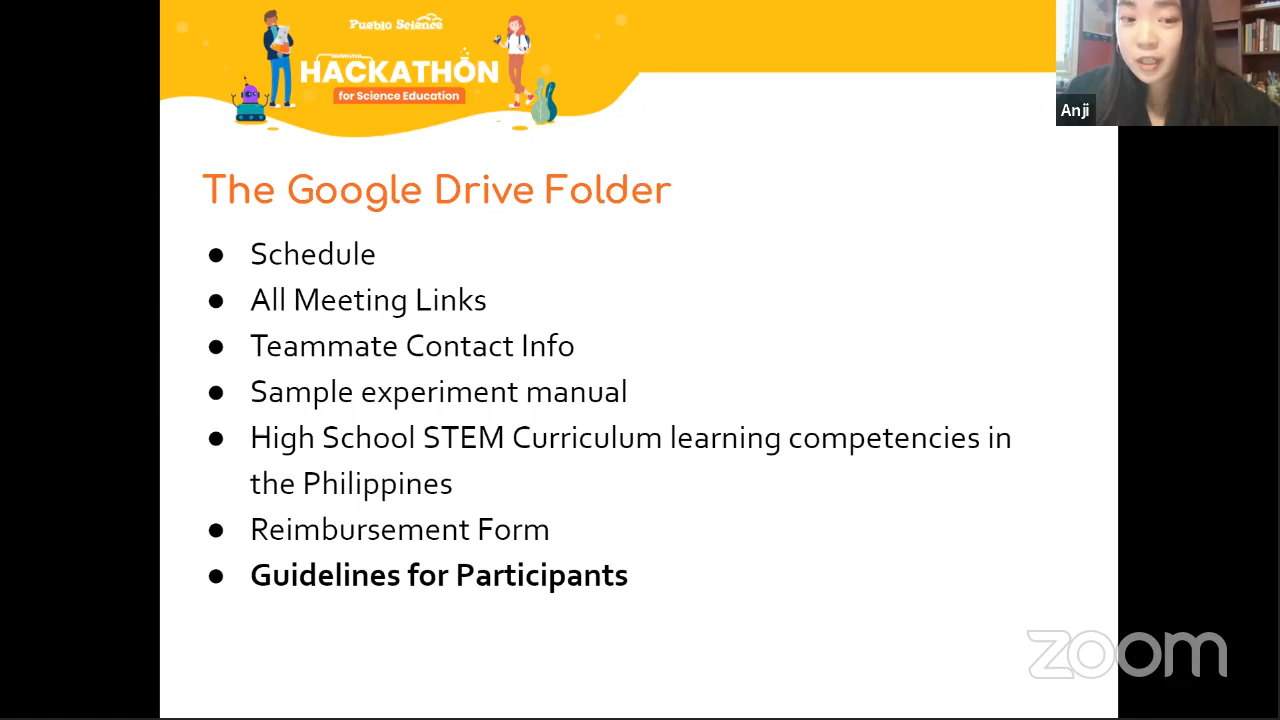 Pueblo Science
HACKATHON
for Science Education
Anji
The Google Drive Folder
● Schedule
● All Meeting Links
● Teammate Contact Info
● Sample experiment manual
● High School STEM Curriculum learning competencies in
the Philippines
● Reimbursement Form
● Guidelines for Participants
zoom